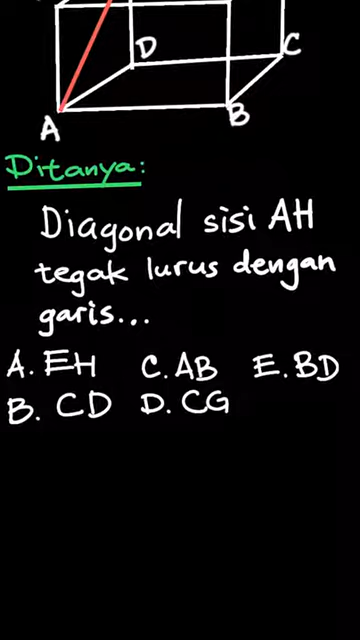 D
C
A
B
Ditanya:
Diagonal sisi AH
tegak lurus dengan
garis...
A. EH C. AB E. BD
B. CD D. CG